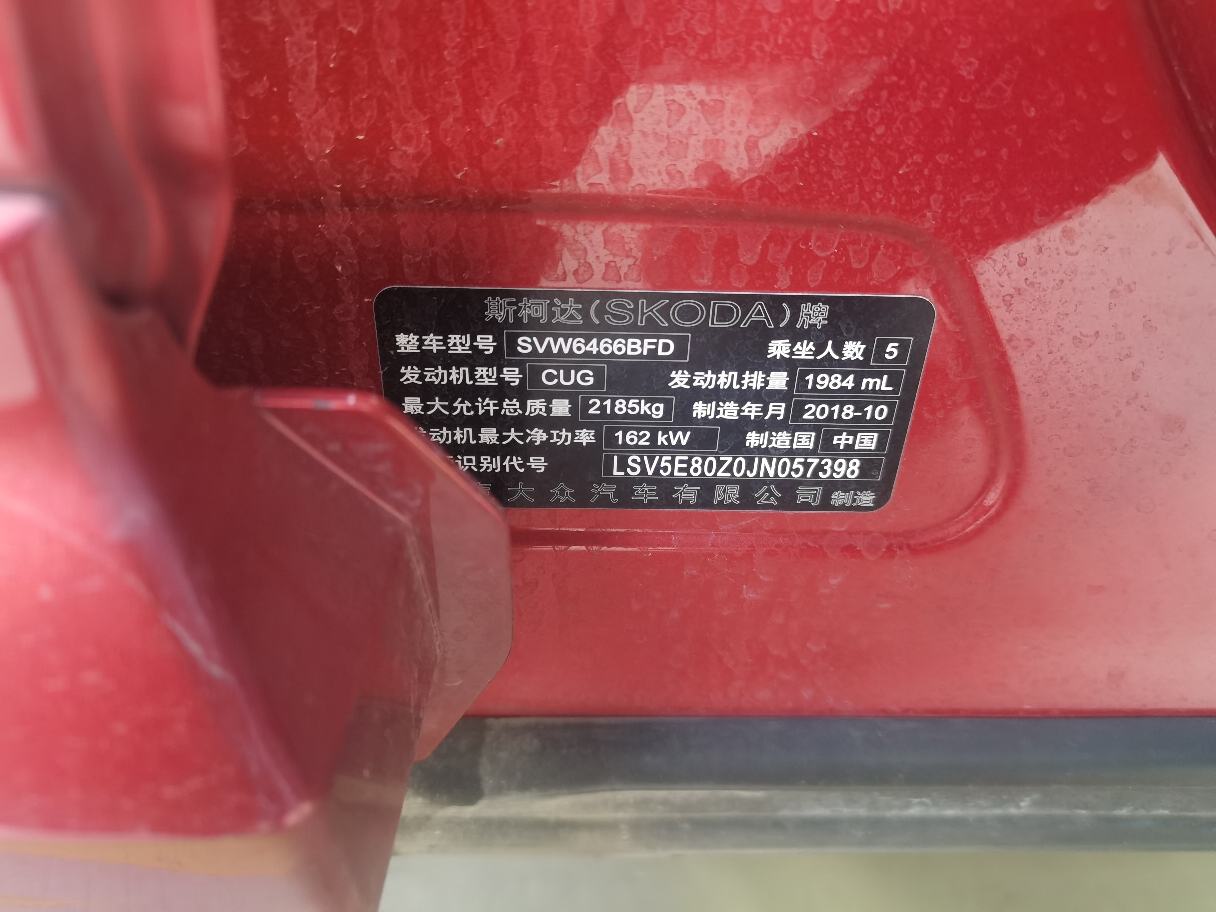 斯柯达(SKODA)牌
整车型号 SVW6466BFD 乘坐人数 5
发动机型号 CUG 发动机排量 1984 mL
最大允许总质量 2185kg 制造年月 2018-10
动机最大净功率 162 kW 制造国 中国
识别代号 LSV5E80Z0JN057398
大众汽车有限公司制造